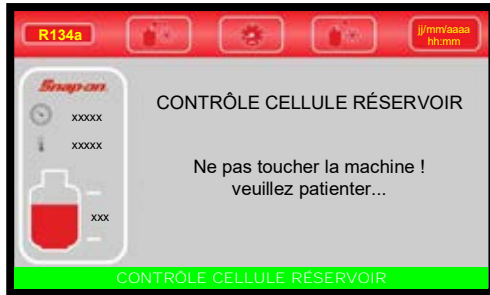 R134a
jj/mm/aaaa
hh:mm
Snap-on
xxxxx
xxxxx
xxx
CONTRÔLE CELLULE RÉSERVOIR
Ne pas toucher la machine !
veuillez patienter...
CONTRÔLE CELLULE RÉSERVOIR